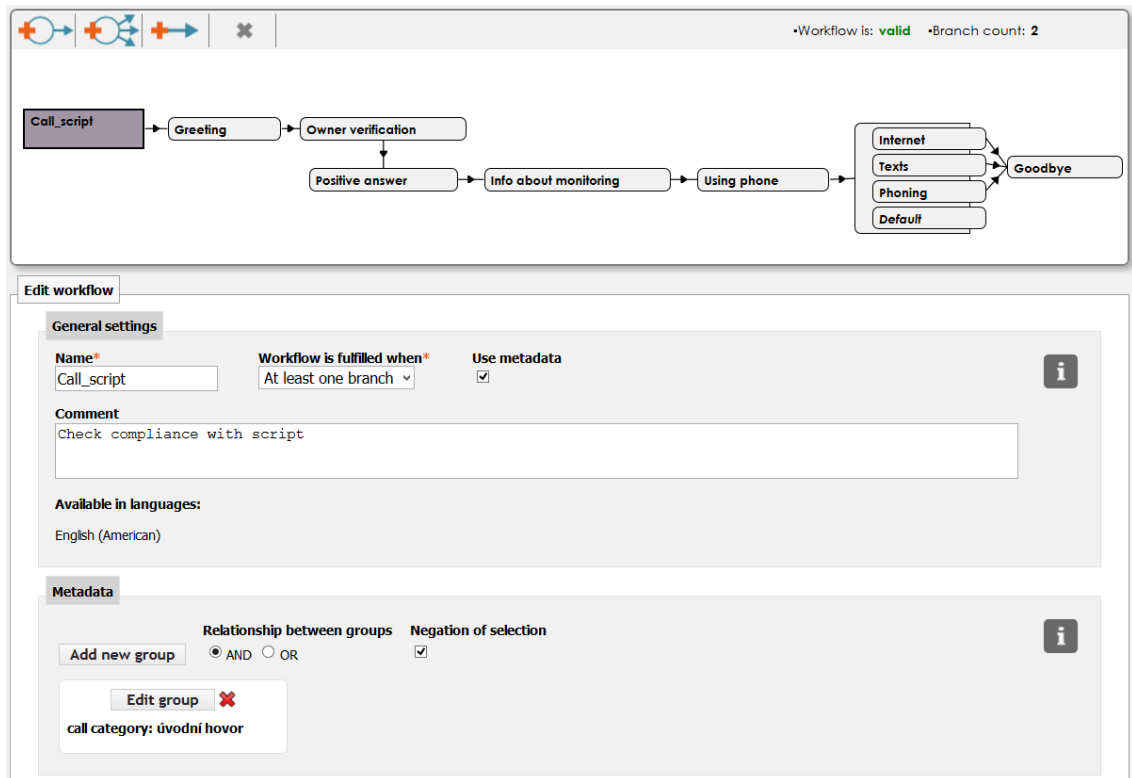 •Workflow is: valid •Branch count: 2
Call_script
Greeting
Owner verification
Positive answer
Info about monitoring
Using phone
Internet
Texts
Phoning
Default
Goodbye
Edit workflow
General settings
Name* Workflow is fulfilled when* Use metadata
Call_script At least one branch
Comment
Check compliance with script
Available in languages:
English (American)
Metadata
Relationship between groups Negation of selection
Add new group AND OR
Edit group
call category: úvodní hovor